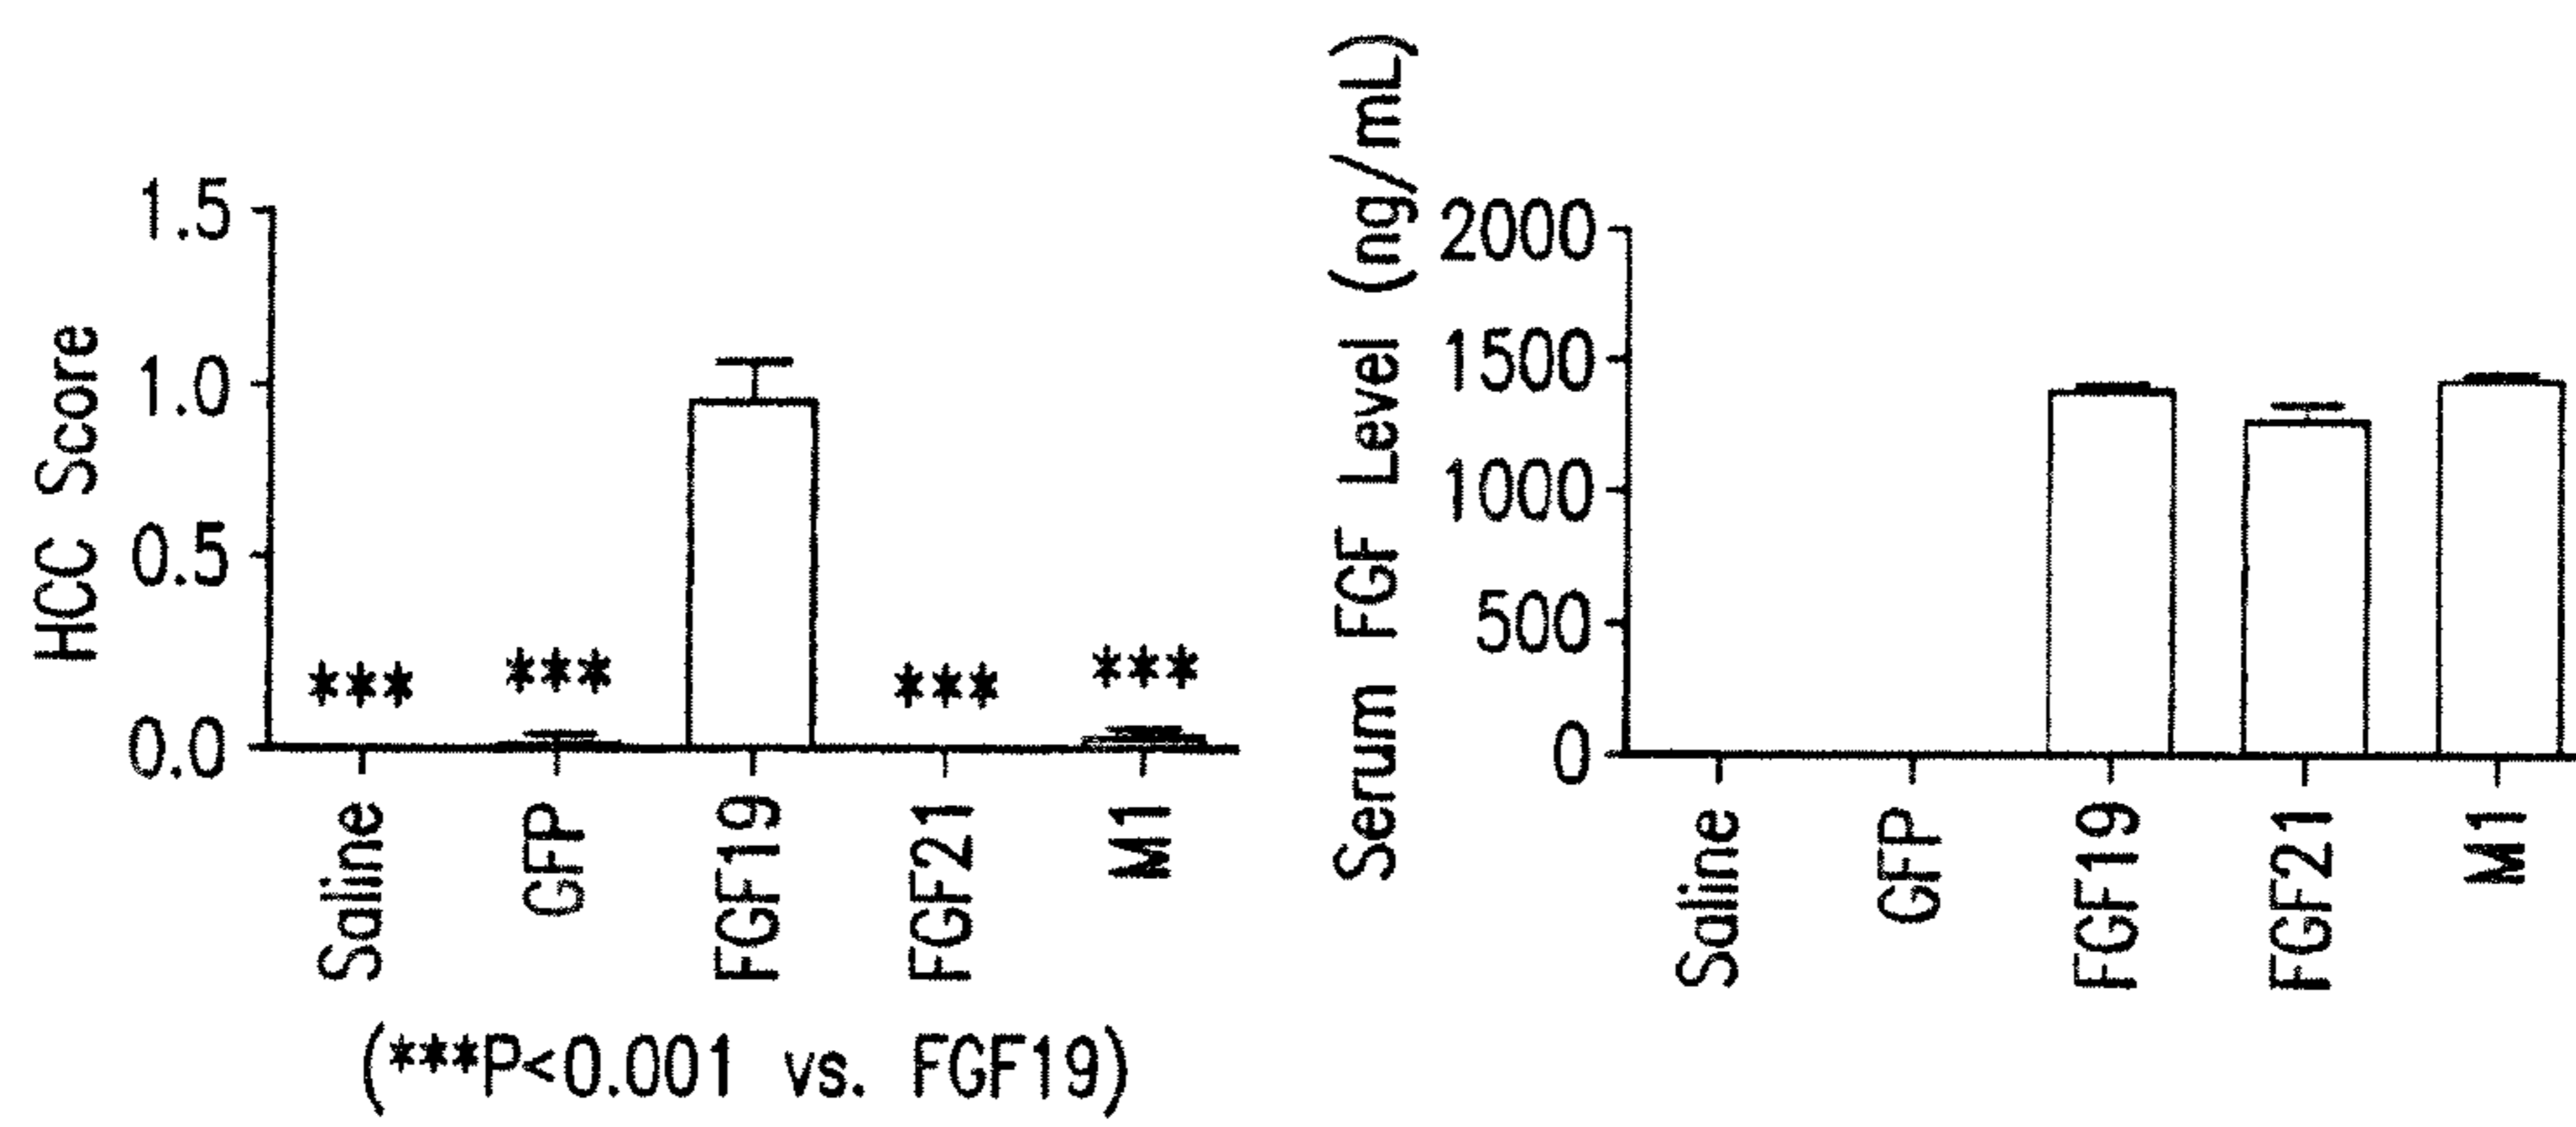 HCC Score
1.5
1.0
0.5
0.0
***
***
***
***
Saline
GFP
FGF19
FGF21
M1
(***P<0.001 vs. FGF19)
Serum FGF Level (ng/mL)
2000
1500
1000
500
0
Saline
GFP
FGF19
FGF21
M1